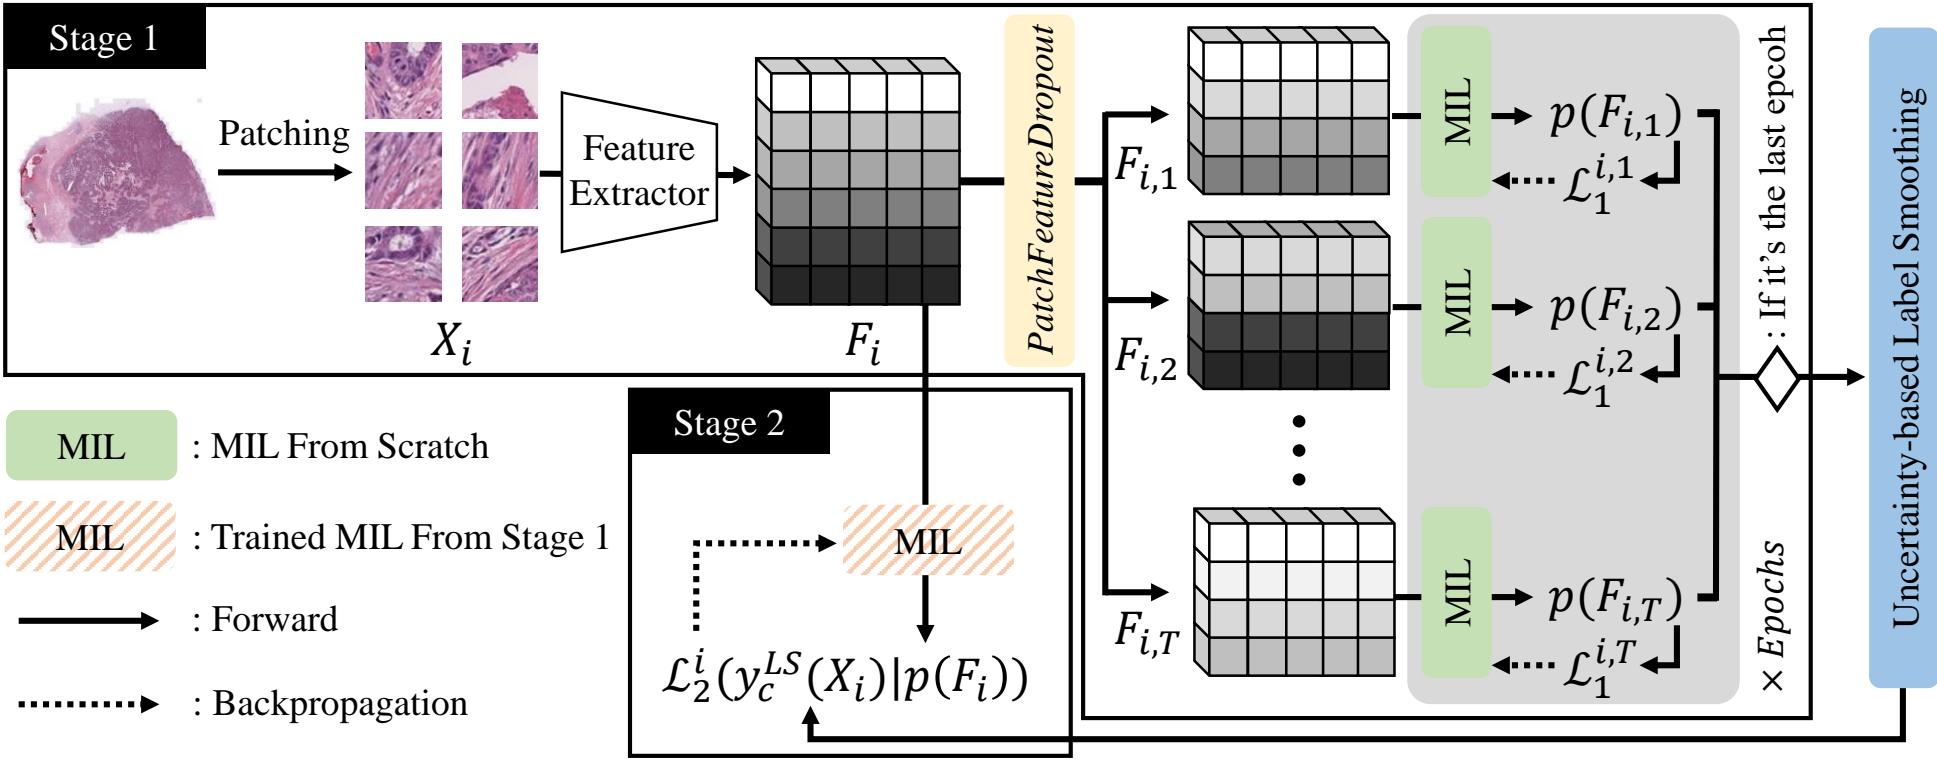 Stage 1
Patching
X_i
Feature
Extractor
F_i
PatchFeatureDropout
F_{i,1}
MIL
p(F_{i,1})
ℒ_1^{i,1}
F_{i,2}
MIL
p(F_{i,2})
ℒ_1^{i,2}
F_{i,T}
MIL
p(F_{i,T})
ℒ_1^{i,T}
: If it's the last epcoh
× Epochs
Uncertainty-based Label Smoothing
Stage 2
MIL
ℒ_2^i(y_c^{LS}(X_i)|p(F_i))
MIL : MIL From Scratch
MIL : Trained MIL From Stage 1
: Forward
: Backpropagation